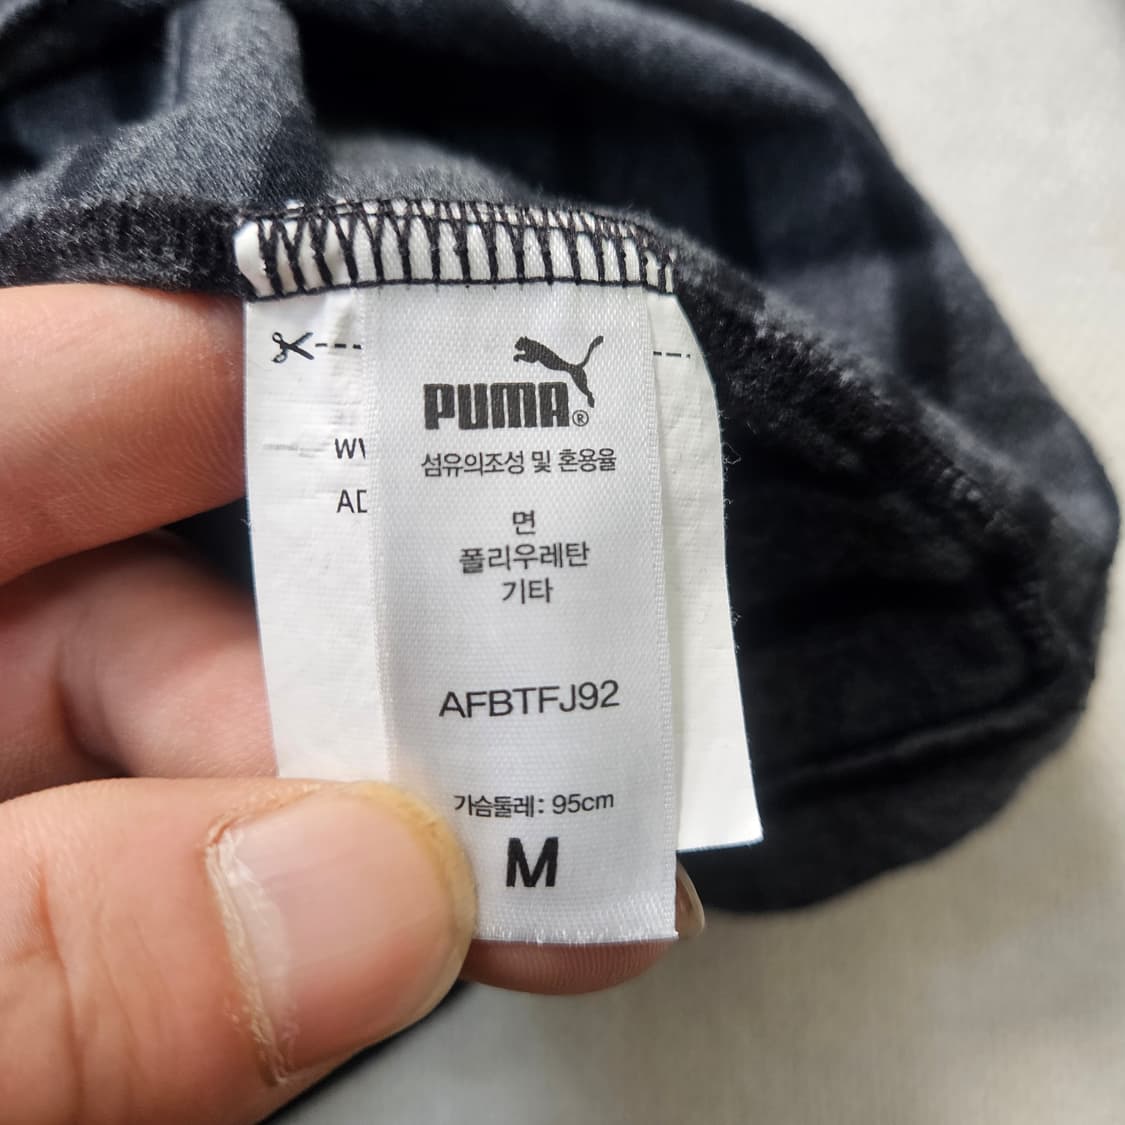 PUMA®
섬유의조성 및 혼용율
면
폴리우레탄
기타
AFBTFJ92
가슴둘레: 95cm
M